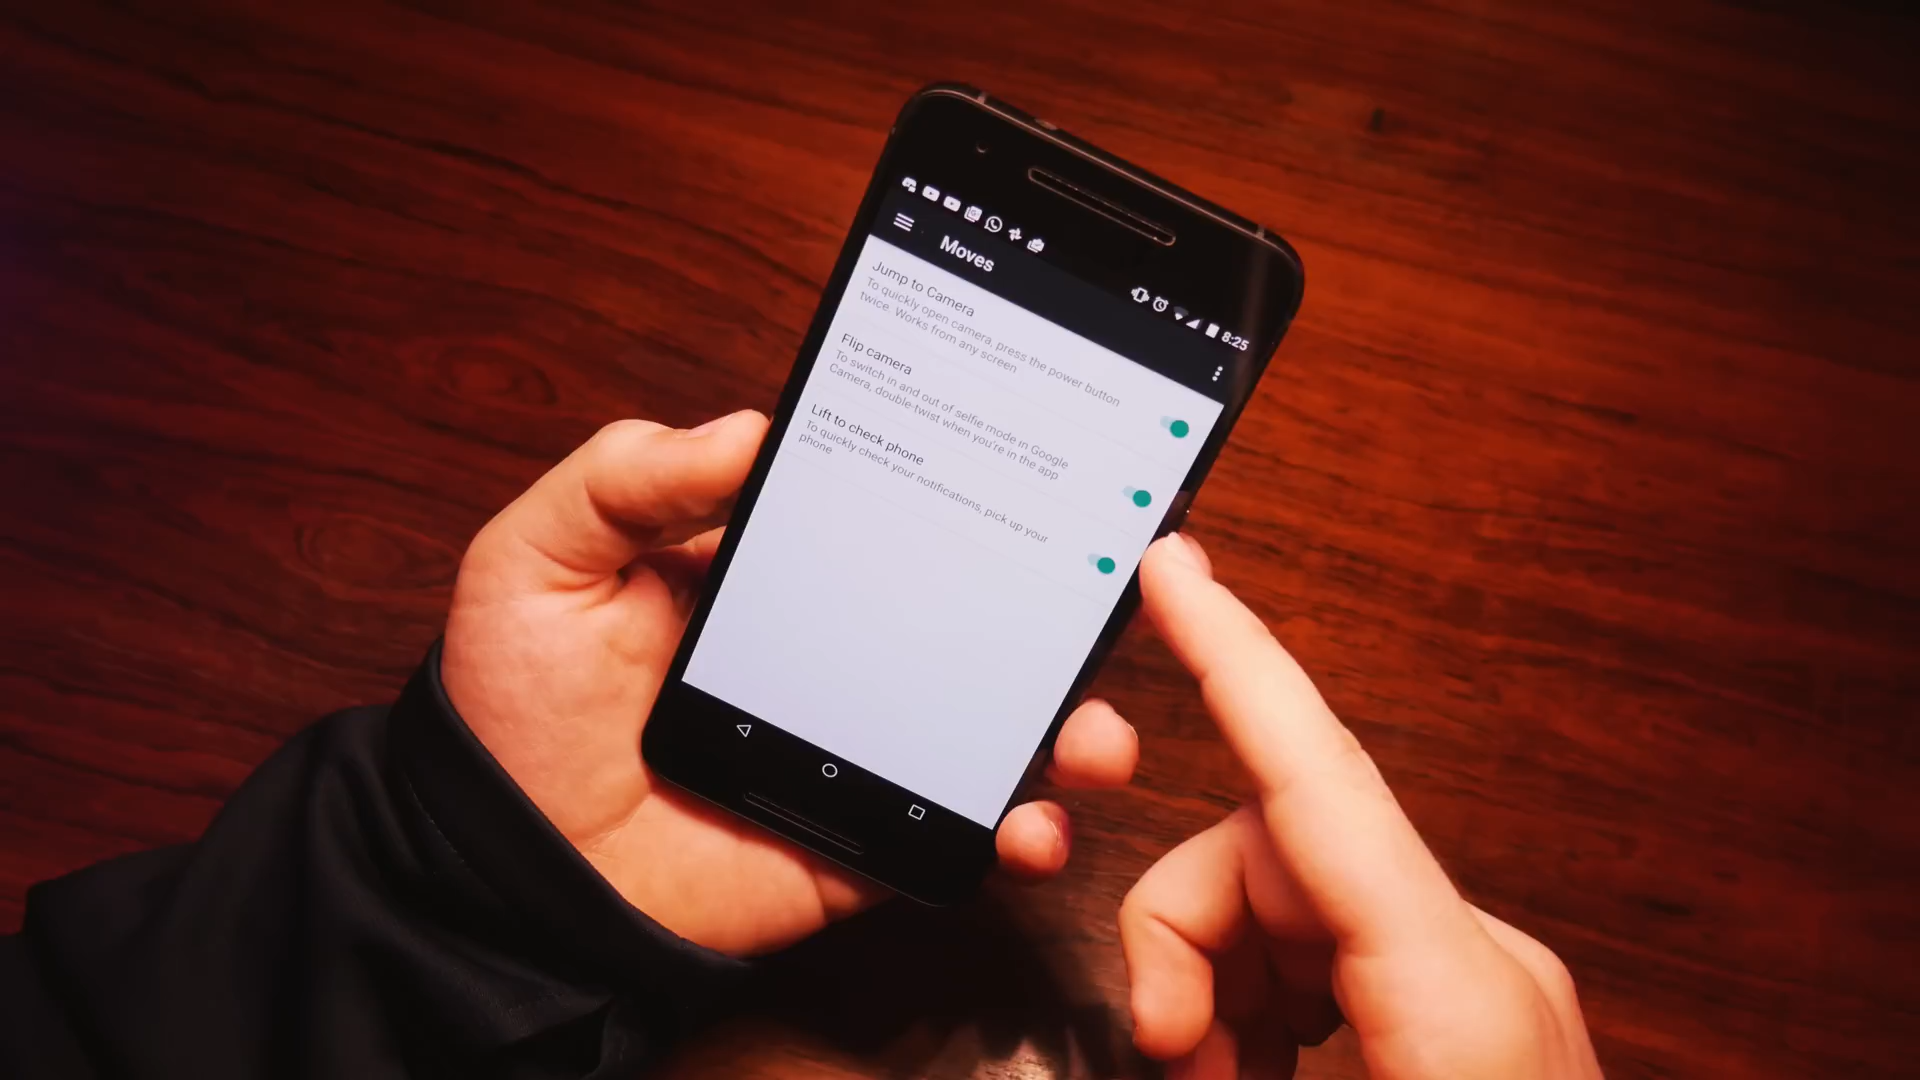 8:25
Moves
Jump to Camera
To quickly open camera, press the power button
twice. Works from any screen
Flip camera
To switch in and out of selfie mode in Google
Camera, double-twist when you're in the app
Lift to check phone
To quickly check your notifications, pick up your
phone